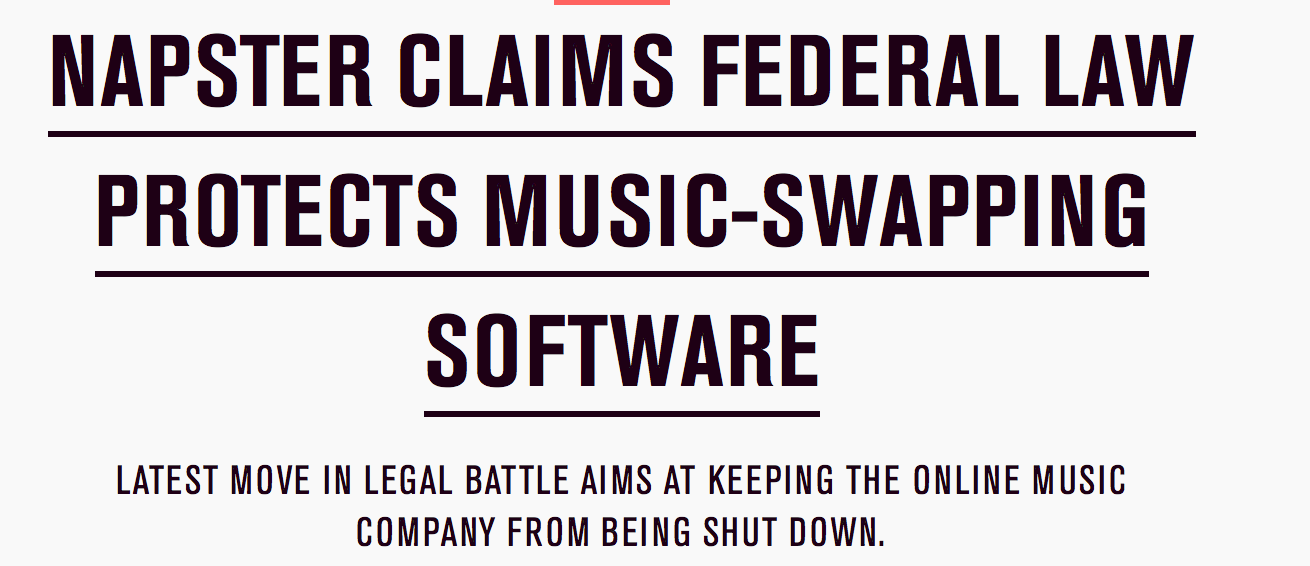 NAPSTER CLAIMS FEDERAL LAW
PROTECTS MUSIC-SWAPPING
SOFTWARE
LATEST MOVE IN LEGAL BATTLE AIMS AT KEEPING THE ONLINE MUSIC
COMPANY FROM BEING SHUT DOWN.